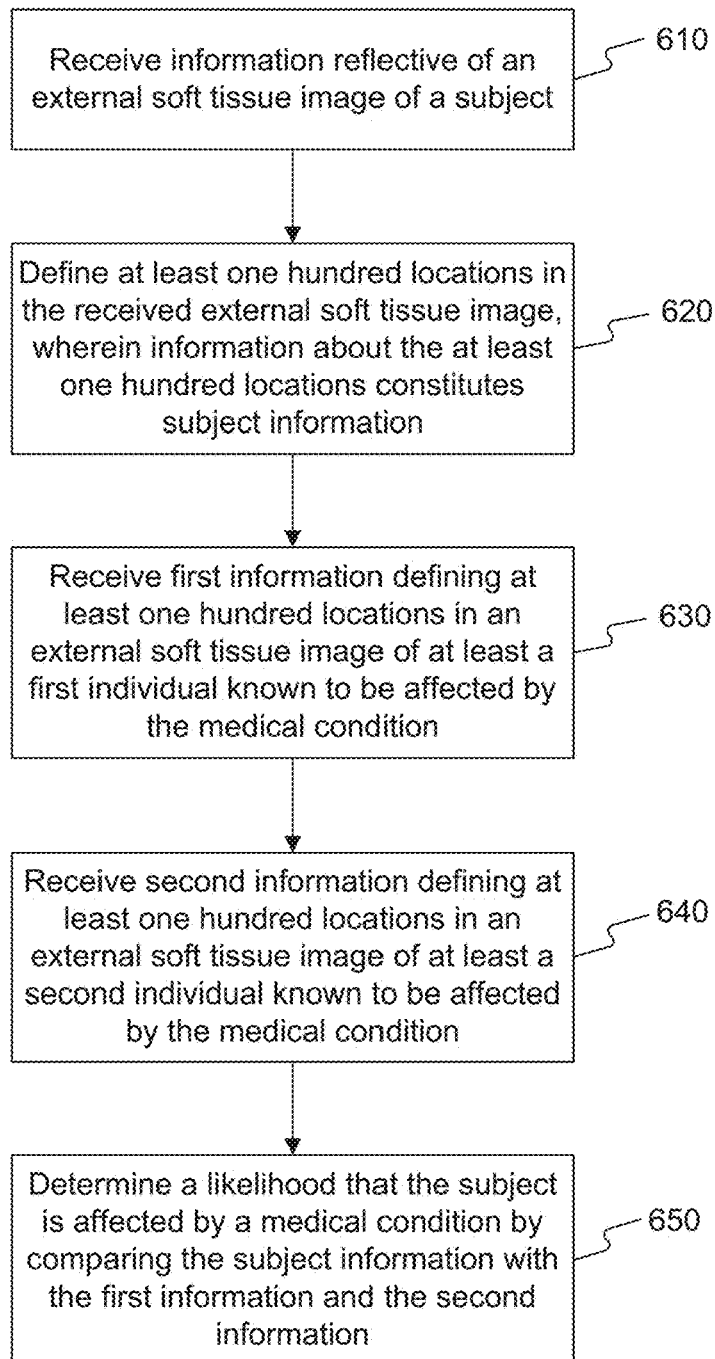 Receive information reflective of an
external soft tissue image of a subject
610
Define at least one hundred locations in
the received external soft tissue image,
wherein information about the at least
one hundred locations constitutes
subject information
620
Receive first information defining at
least one hundred locations in an
external soft tissue image of at least a
first individual known to be affected by
the medical condition
630
Receive second information defining at
least one hundred locations in an
external soft tissue image of at least a
second individual known to be affected
by the medical condition
640
Determine a likelihood that the subject
is affected by a medical condition by
comparing the subject information with
the first information and the second
information
650